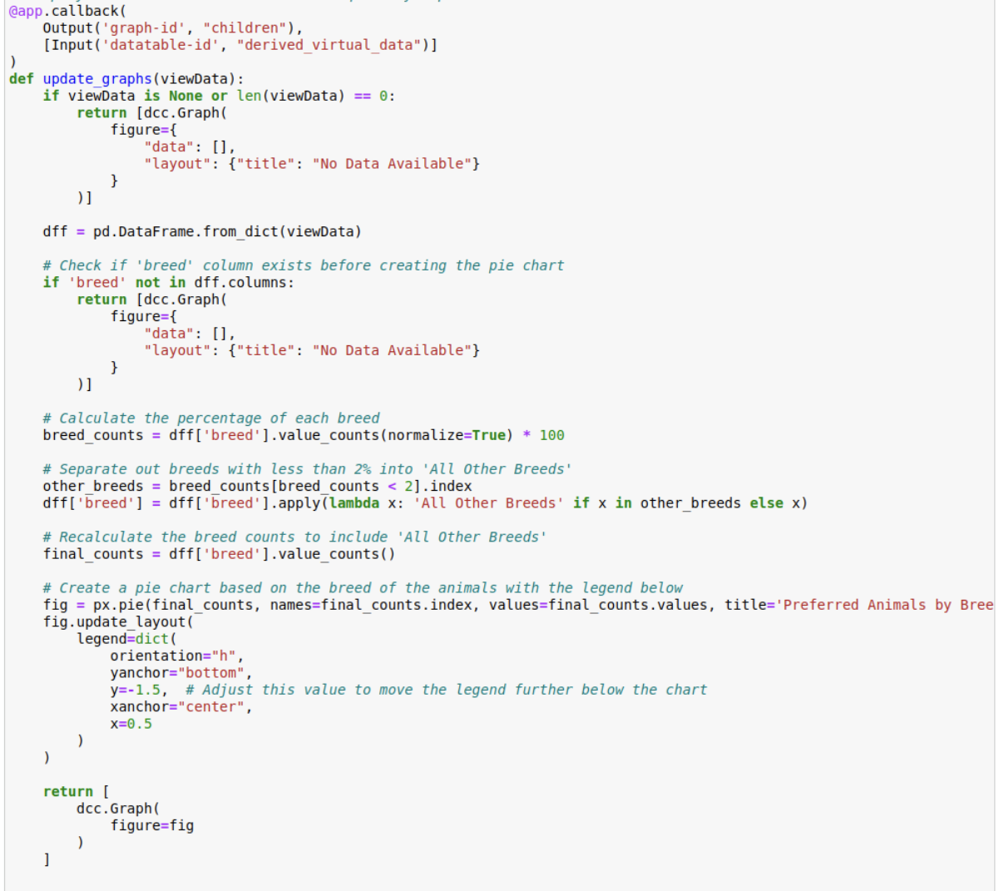 @app.callback(
    Output('graph-id', "children"),
    [Input('datatable-id', "derived_virtual_data")]
)
def update_graphs(viewData):
    if viewData is None or len(viewData) == 0:
        return [dcc.Graph(
            figure={
                "data": [],
                "layout": {"title": "No Data Available"}
            }
        )]

    dff = pd.DataFrame.from_dict(viewData)

    # Check if 'breed' column exists before creating the pie chart
    if 'breed' not in dff.columns:
        return [dcc.Graph(
            figure={
                "data": [],
                "layout": {"title": "No Data Available"}
            }
        )]

    # Calculate the percentage of each breed
    breed_counts = dff['breed'].value_counts(normalize=True) * 100

    # Separate out breeds with less than 2% into 'All Other Breeds'
    other_breeds = breed_counts[breed_counts < 2].index
    dff['breed'] = dff['breed'].apply(lambda x: 'All Other Breeds' if x in other_breeds else x)

    # Recalculate the breed counts to include 'All Other Breeds'
    final_counts = dff['breed'].value_counts()

    # Create a pie chart based on the breed of the animals with the legend below
    fig = px.pie(final_counts, names=final_counts.index, values=final_counts.values, title='Preferred Animals by Bree
    fig.update_layout(
        legend=dict(
            orientation="h",
            yanchor="bottom",
            y=-1.5,  # Adjust this value to move the legend further below the chart
            xanchor="center",
            x=0.5
        )
    )

    return [
        dcc.Graph(
            figure=fig
        )
    ]